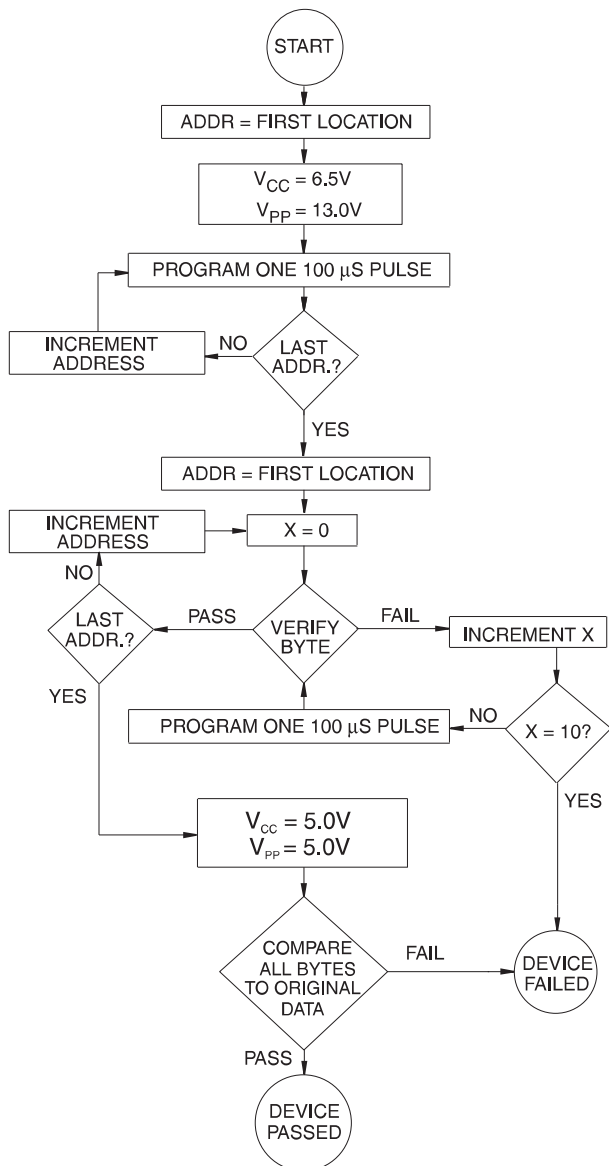 START
ADDR = FIRST LOCATION
VCC = 6.5V
VPP = 13.0V
PROGRAM ONE 100 μS PULSE
INCREMENT
ADDRESS
NO
LAST
ADDR.?
YES
ADDR = FIRST LOCATION
INCREMENT
ADDRESS
X = 0
NO
LAST
ADDR.?
PASS
VERIFY
BYTE
FAIL
INCREMENT X
YES
PROGRAM ONE 100 μS PULSE
NO
X = 10?
YES
VCC = 5.0V
VPP = 5.0V
COMPARE
ALL BYTES
TO ORIGINAL
DATA
FAIL
DEVICE
FAILED
PASS
DEVICE
PASSED